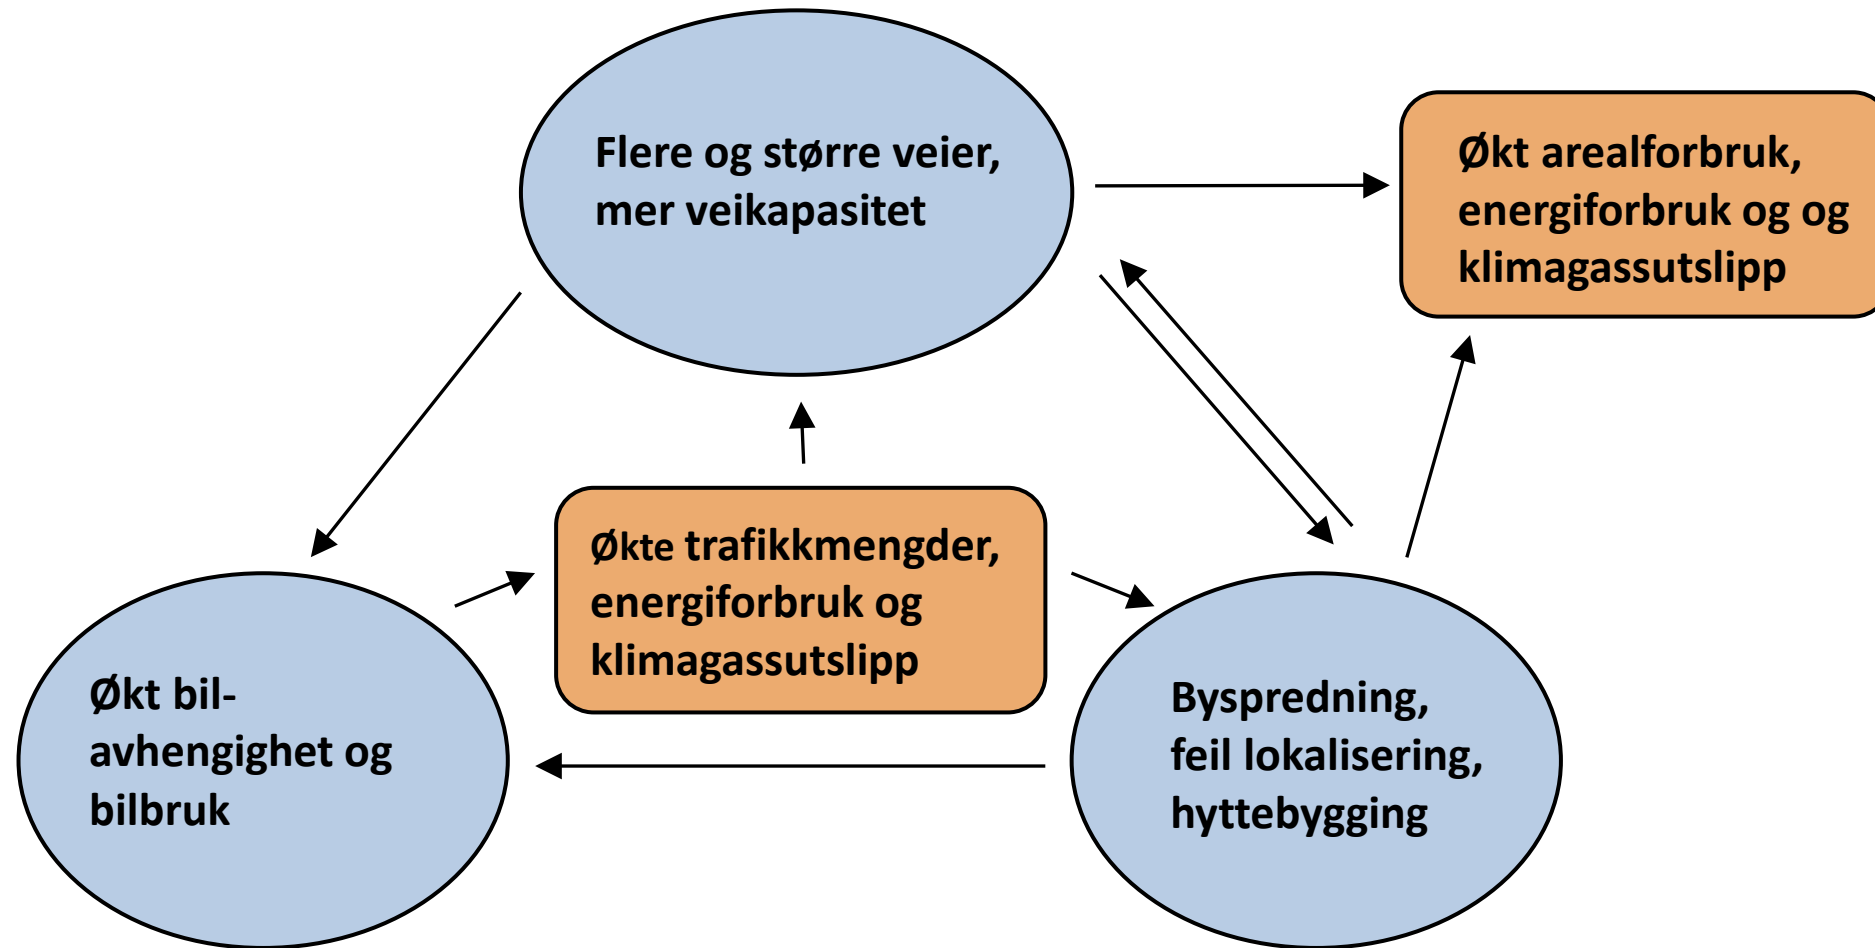 Flere og større veier,
mer veikapasitet
Økt arealforbruk,
energiforbruk og og
klimagassutslipp
Økte trafikkmengder,
energiforbruk og
klimagassutslipp
Økt bil-
avhengighet og
bilbruk
Byspredning,
feil lokalisering,
hyttebygging